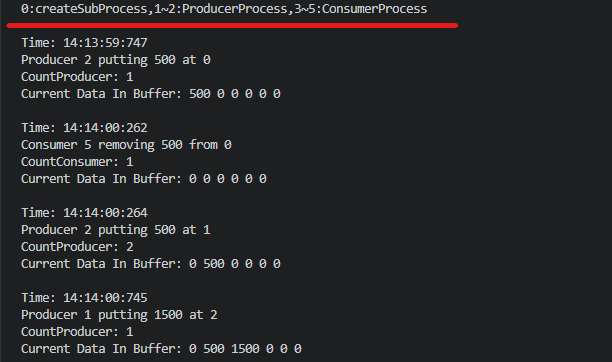 0:createSubProcess,1~2:ProducerProcess,3~5:ConsumerProcess
Time: 14:13:59:747
Producer 2 putting 500 at 0
CountProducer: 1
Current Data In Buffer: 500 0 0 0 0 0
Time: 14:14:00:262
Consumer 5 removing 500 from 0
CountConsumer: 1
Current Data In Buffer: 0 0 0 0 0 0
Time: 14:14:00:264
Producer 2 putting 500 at 1
CountProducer: 2
Current Data In Buffer: 0 500 0 0 0 0
Time: 14:14:00:745
Producer 1 putting 1500 at 2
CountProducer: 1
Current Data In Buffer: 0 500 1500 0 0 0